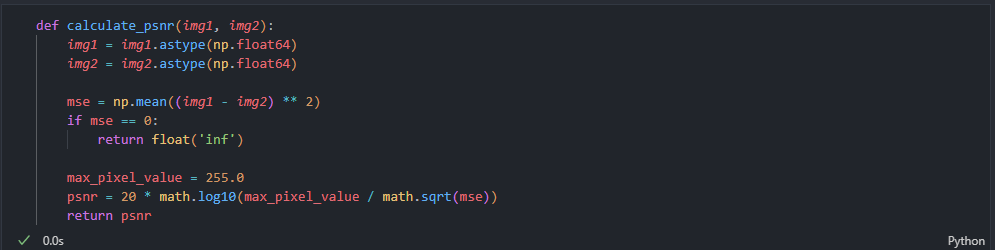 def calculate_psnr(img1, img2):
    img1 = img1.astype(np.float64)
    img2 = img2.astype(np.float64)

    mse = np.mean((img1 - img2) ** 2)
    if mse == 0:
        return float('inf')

    max_pixel_value = 255.0
    psnr = 20 * math.log10(max_pixel_value / math.sqrt(mse))
    return psnr
0.0s
Python